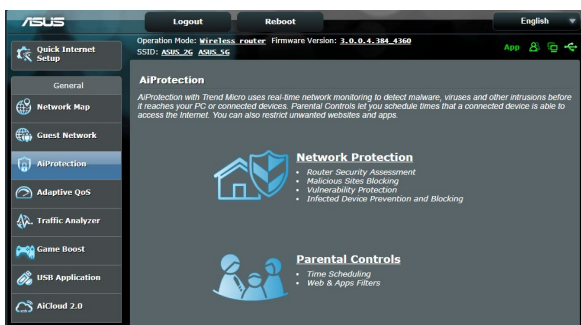 ASUS
Logout
Reboot
English
Quick Internet
Setup
Operation Mode: Wireless router Firmware Version: 3.0.0.4.384_4360
SSID: ASUS_2G ASUS_5G
App
General
Network Map
Guest Network
AiProtection
Adaptive QoS
Traffic Analyzer
Game Boost
USB Application
AiCloud 2.0
AiProtection
AiProtection with Trend Micro uses real-time network monitoring to detect malware, viruses and other intrusions before
it reaches your PC or connected devices. Parental Controls let you schedule times that a connected device is able to
access the Internet. You can also restrict unwanted websites and apps.
Network Protection
• Router Security Assessment
• Malicious Sites Blocking
• Vulnerability Protection
• Infected Device Prevention and Blocking
Parental Controls
• Time Scheduling
• Web & Apps Filters